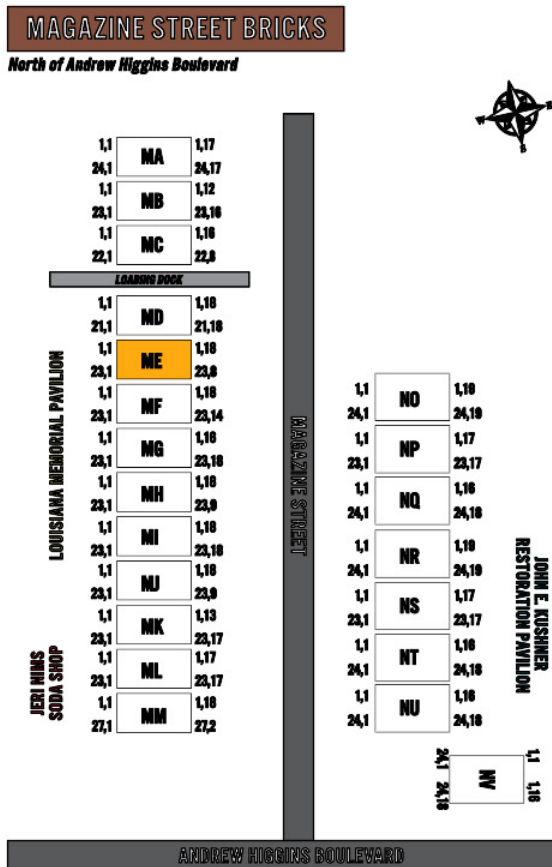 MAGAZINE STREET BRICKS
North of Andrew Higgins Boulevard
N
W
E
S
1,1 MA 1,17
24,1 24,17
1,1 MB 1,12
23,1 23,16
1,1 MC 1,16
22,1 22,8
LOADING DOCK
1,1 MD 1,18
21,1 21,18
1,1 ME 1,18
23,1 23,8
1,1 MF 1,18
23,1 23,14
1,1 MG 1,16
23,1 23,18
1,1 MH 1,18
23,1 23,9
1,1 MI 1,18
23,1 23,18
1,1 MJ 1,18
23,1 23,9
1,1 MK 1,13
23,1 23,17
1,1 ML 1,17
23,1 23,17
1,1 MM 1,18
27,1 27,2
LOUISIANA MEMORIAL PAVILION
JERI NIMS
SODA SHOP
MAGAZINE STREET
1,1 NO 1,19
24,1 24,19
1,1 NP 1,17
23,1 23,17
1,1 NQ 1,16
24,1 24,18
1,1 NR 1,19
24,1 24,19
1,1 NS 1,17
23,1 23,17
1,1 NT 1,16
24,1 24,18
1,1 NU 1,16
24,1 24,18
JOHN E. KUSHNER
RESTORATION PAVILION
24,1 NV 1,1
24,18 1,16
ANDREW HIGGINS BOULEVARD